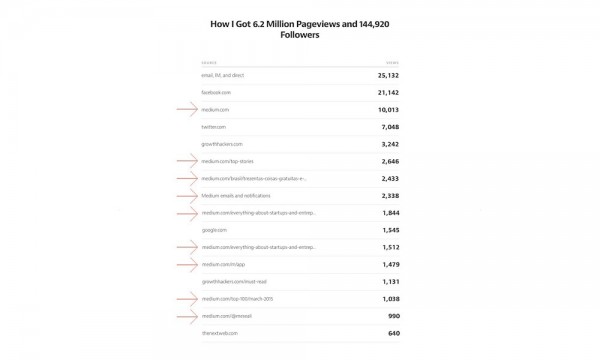 How I Got 6.2 Million Pageviews and 144,920
Followers
SOURCE VIEWS
email, IM, and direct 25,132
facebook.com 21,142
medium.com 10,013
twitter.com 7,048
growthhackers.com 3,242
medium.com/top-stories 2,646
medium.com/brasil/trezentas-coisas-gratuitas-e-... 2,433
Medium emails and notifications 2,338
medium.com/everything-about-startups-and-entrep... 1,844
google.com 1,545
medium.com/everything-about-startups-and-entrep... 1,512
medium.com/m/app 1,479
growthhackers.com/must-read 1,131
medium.com/top-100/march-2015 1,038
990
thenextweb.com 640